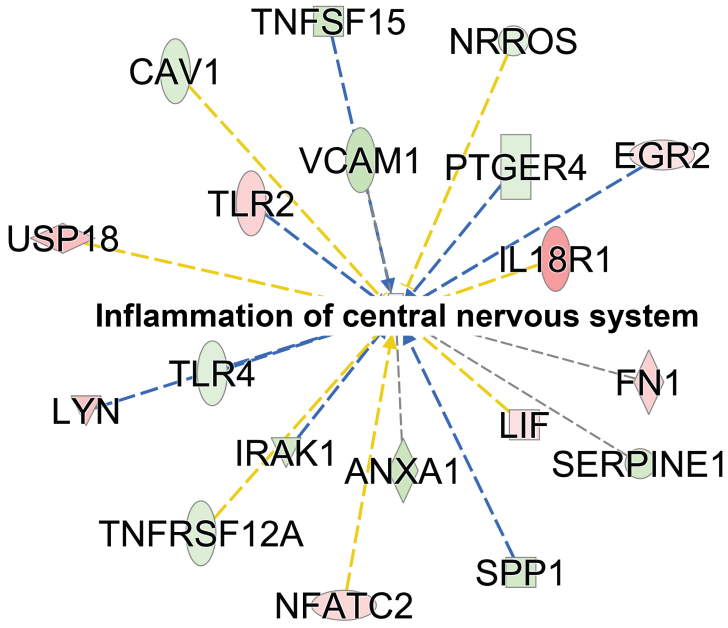 TNFSF15
NRROS
CAV1
VCAM1
PTGER4
EGR2
TLR2
USP18
IL18R1
Inflammation of central nervous system
TLR4
FN1
LYN
LIF
IRAK1
ANXA1
SERPINE1
TNFRSF12A
SPP1
NFATC2